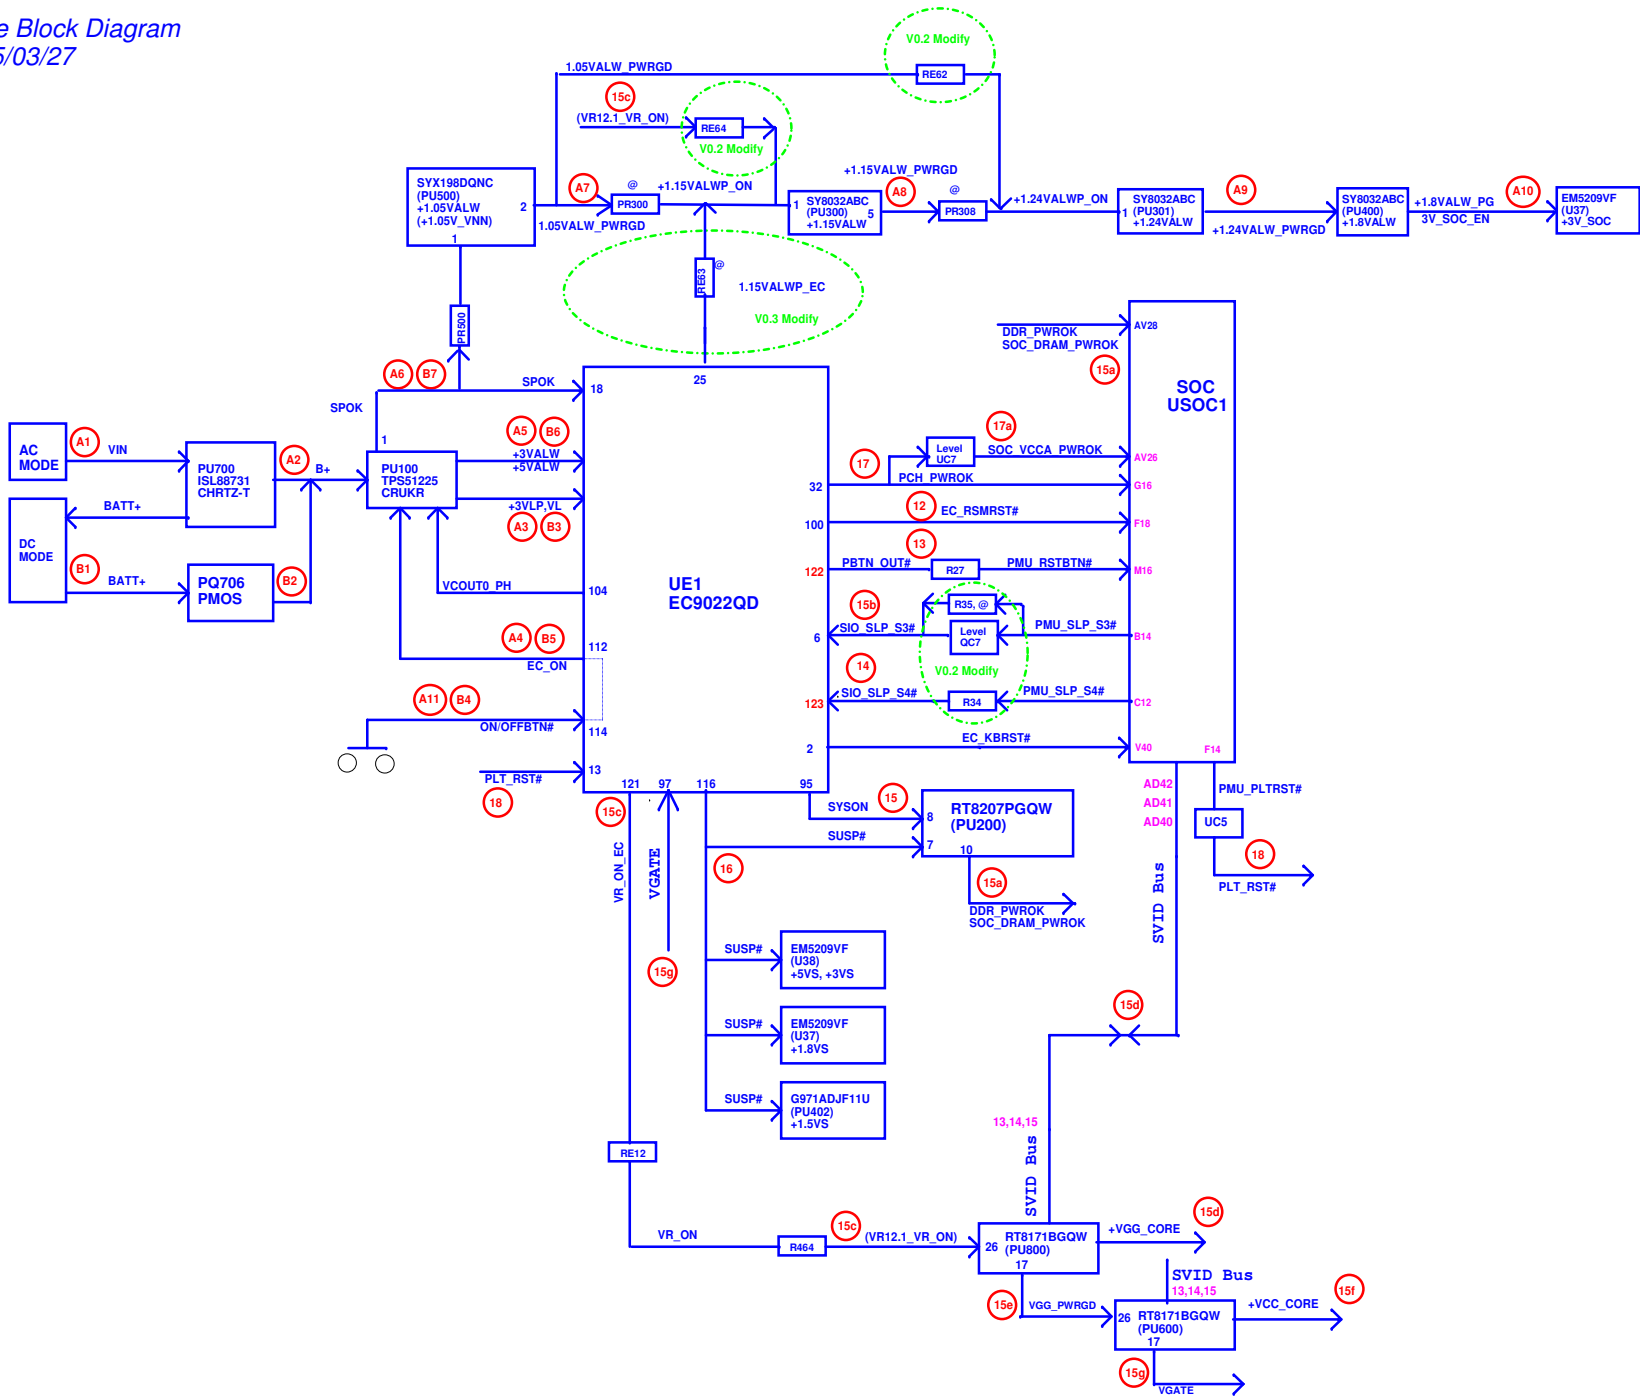 e Block Diagram
5/03/27
V0.2 Modify
1.05VALW_PWRGD
RE62
15c
(VR12.1_VR_ON)
RE64
V0.2 Modify
SYX198DQNC
(PU500)
+1.05VALW
(+1.05V_VNN)
2
1
A7
@
+1.15VALWP_ON
PR300
1.05VALW_PWRGD
1
SY8032ABC
(PU300)
5
+1.15VALW
+1.15VALW_PWRGD
A8
@
PR308
+1.24VALWP_ON
1
SY8032ABC
(PU301)
+1.24VALW
A9
+1.24VALW_PWRGD
SY8032ABC
(PU400)
+1.8VALW
+1.8VALW_PG
3V_SOC_EN
A10
EM5209VF
(U37)
+3V_SOC
RE63
@
1.15VALWP_EC
V0.3 Modify
PR500
A6
B7
SPOK
SPOK
18
25
DDR_PWROK
SOC_DRAM_PWROK
AV28
15a
SOC
USOC1
AC
MODE
A1
VIN
PU700
ISL88731
CHRTZ-T
A2
B+
1
PU100
TPS51225
CRUKR
A5
B6
+3VALW
+5VALW
+3VLP,VL
A3
B3
DC
MODE
BATT+
B1
BATT+
PQ706
PMOS
B2
VCOUT0_PH
104
UE1
EC9022QD
17
Level
UC7
17a
SOC_VCCA_PWROK
AV26
32
PCH_PWROK
G16
12
EC_RSMRST#
100
F18
13
PBTN_OUT#
122
R27
PMU_RSTBTN#
M16
15b
R35, @
SIO_SLP_S3#
6
Level
QC7
PMU_SLP_S3#
B14
V0.2 Modify
14
SIO_SLP_S4#
123
R34
PMU_SLP_S4#
C12
A4
B5
112
EC_ON
A11
B4
ON/OFFBTN#
114
2
EC_KBRST#
V40
F14
PLT_RST#
13
18
121
97
116
95
15c
VR_ON_EC
VGATE
15g
SYSON
15
8
RT8207PGQW
(PU200)
SUSP#
7
10
16
15a
DDR_PWROK
SOC_DRAM_PWROK
AD42
AD41
AD40
PMU_PLTRST#
UC5
18
PLT_RST#
SVID Bus
SUSP#
EM5209VF
(U38)
+5VS, +3VS
SUSP#
EM5209VF
(U37)
+1.8VS
SUSP#
G971ADJF11U
(PU402)
+1.5VS
15d
13,14,15
SVID Bus
RE12
VR_ON
R464
15c
(VR12.1_VR_ON)
26
RT8171BGQW
(PU800)
17
+VGG_CORE
15d
15e
VGG_PWRGD
SVID Bus
13,14,15
26
RT8171BGQW
(PU600)
17
+VCC_CORE
15f
15g
VGATE